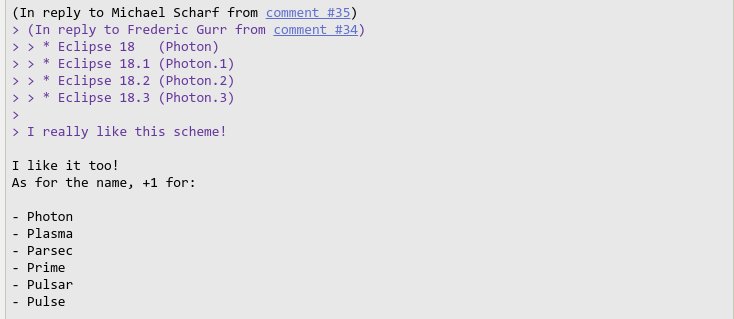 (In reply to Michael Scharf from comment #35)
> (In reply to Frederic Gurr from comment #34)
> > * Eclipse 18   (Photon)
> > * Eclipse 18.1 (Photon.1)
> > * Eclipse 18.2 (Photon.2)
> > * Eclipse 18.3 (Photon.3)
>
> I really like this scheme!
I like it too!
As for the name, +1 for:
- Photon
- Plasma
- Parsec
- Prime
- Pulsar
- Pulse